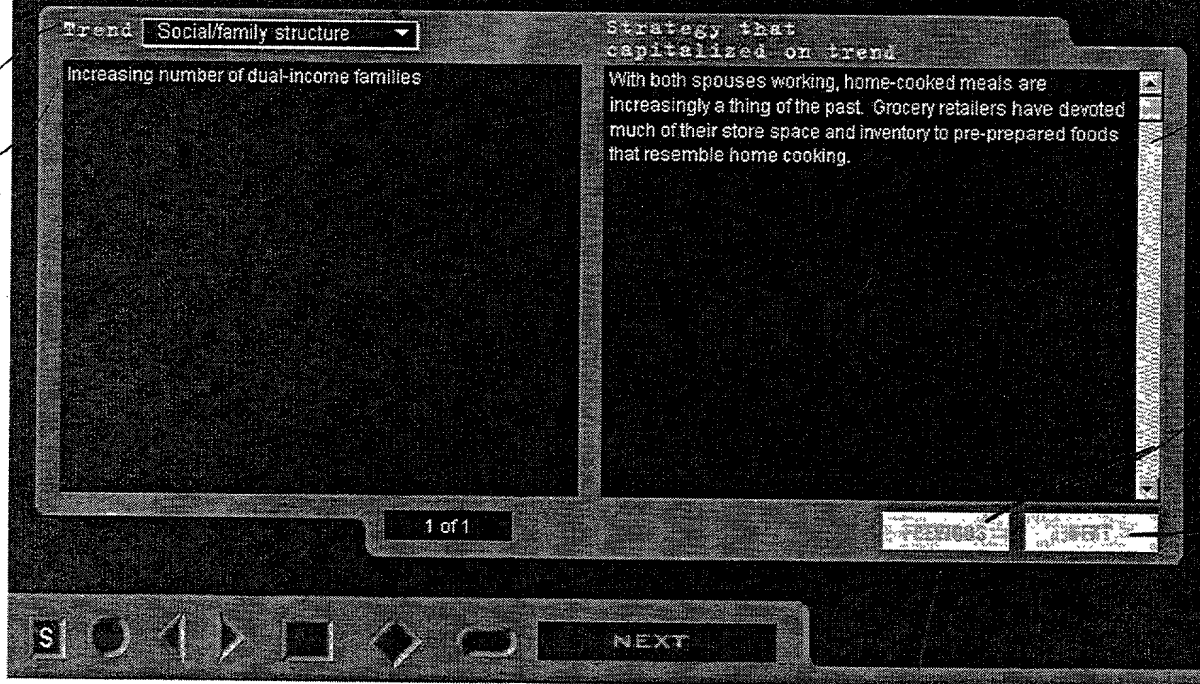 Trend
Social/family structure
Strategy that
capitalized on trend
Increasing number of dual-income families
With both spouses working, home-cooked meals are
increasingly a thing of the past. Grocery retailers have devoted
much of their store space and inventory to pre-prepared foods
that resemble home cooking.
1 of 1
PREVIOUS
S
NEXT